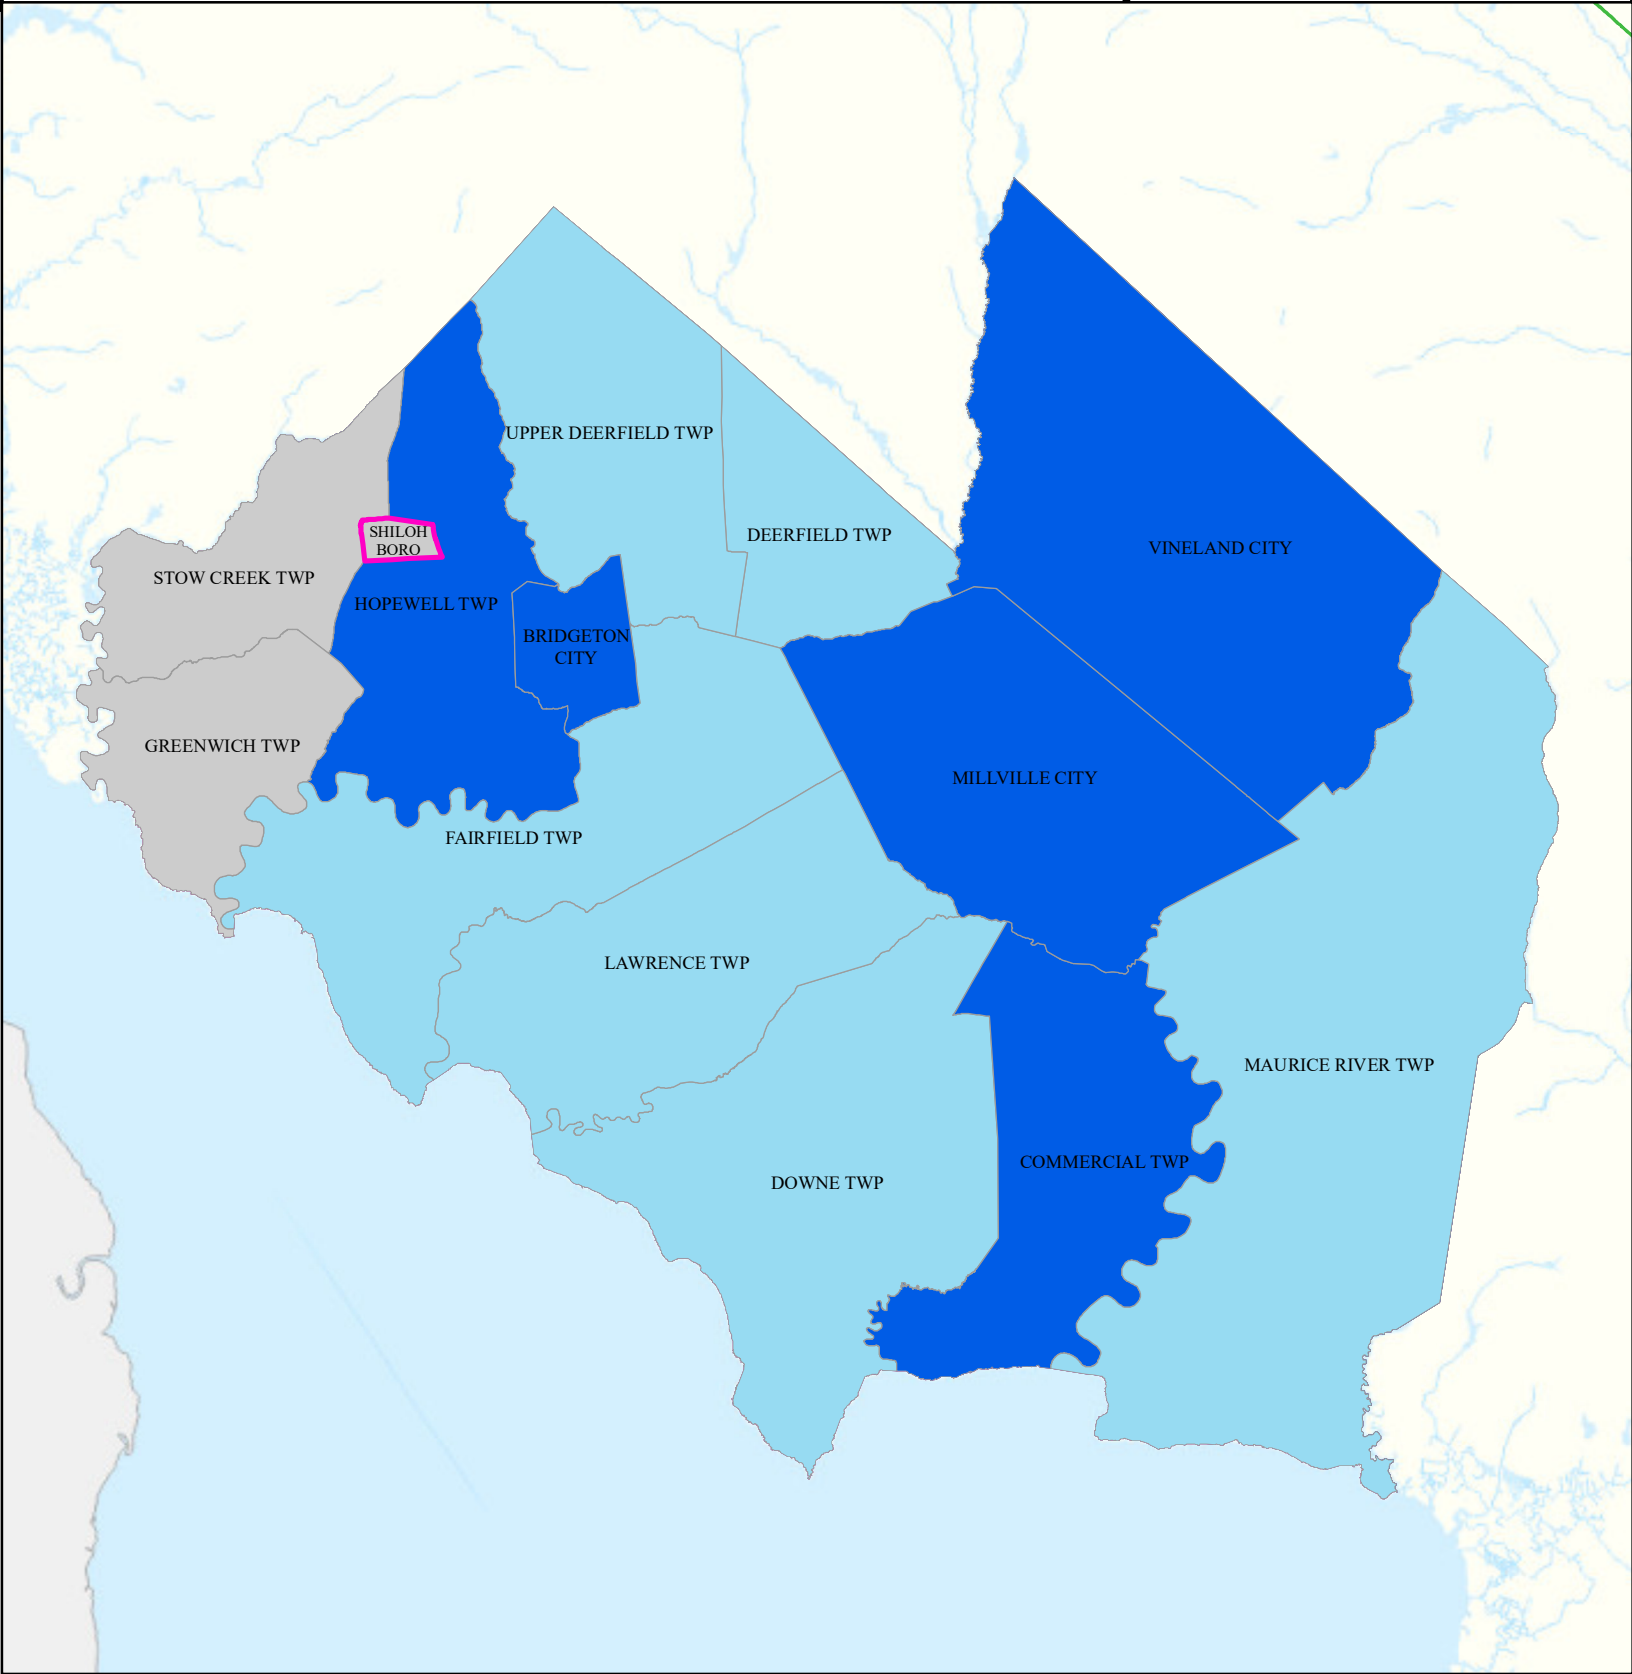 UPPER DEERFIELD TWP
SHILOH
BORO
DEERFIELD TWP
VINELAND CITY
STOW CREEK TWP
HOPEWELL TWP
BRIDGETON
CITY
GREENWICH TWP
MILLVILLE CITY
FAIRFIELD TWP
LAWRENCE TWP
MAURICE RIVER TWP
COMMERCIAL TWP
DOWNE TWP